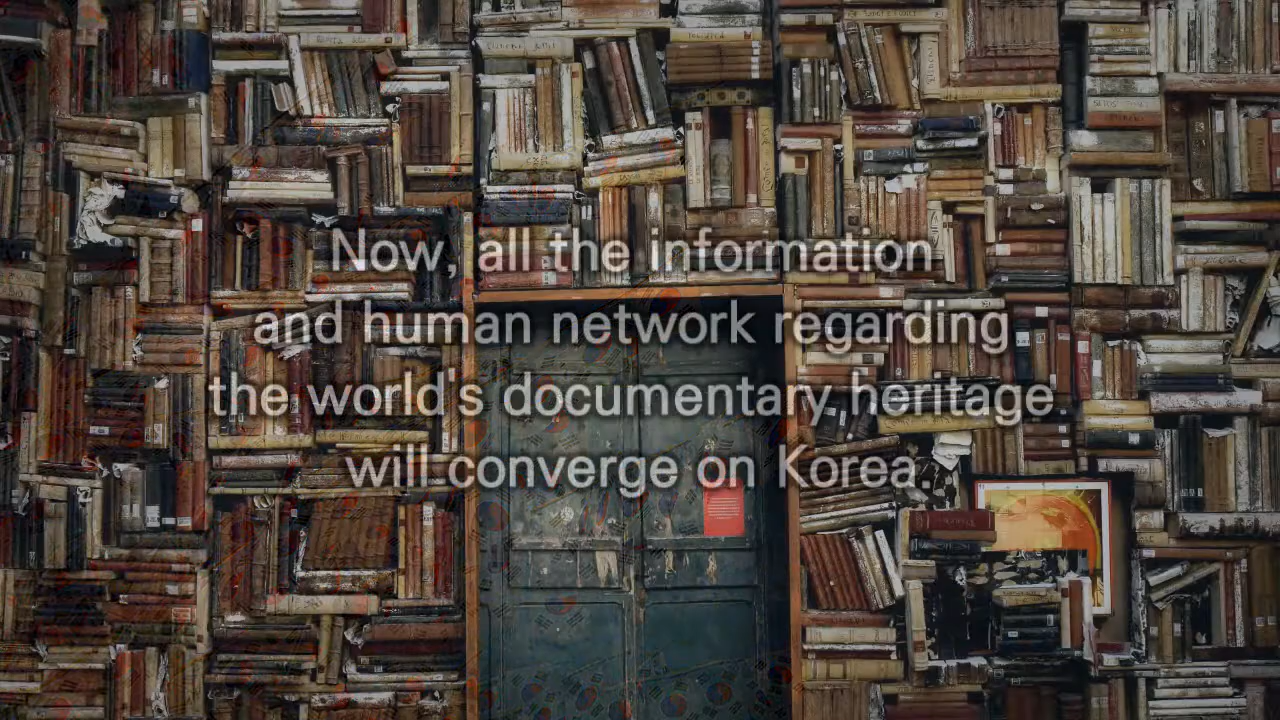 Now, all the information
and human network regarding
the world's documentary heritage
will converge on Korea